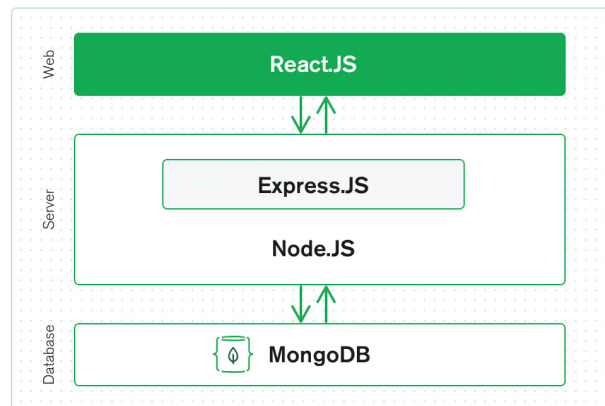 Web
React.JS
Server
Express.JS
Node.JS
Database
MongoDB